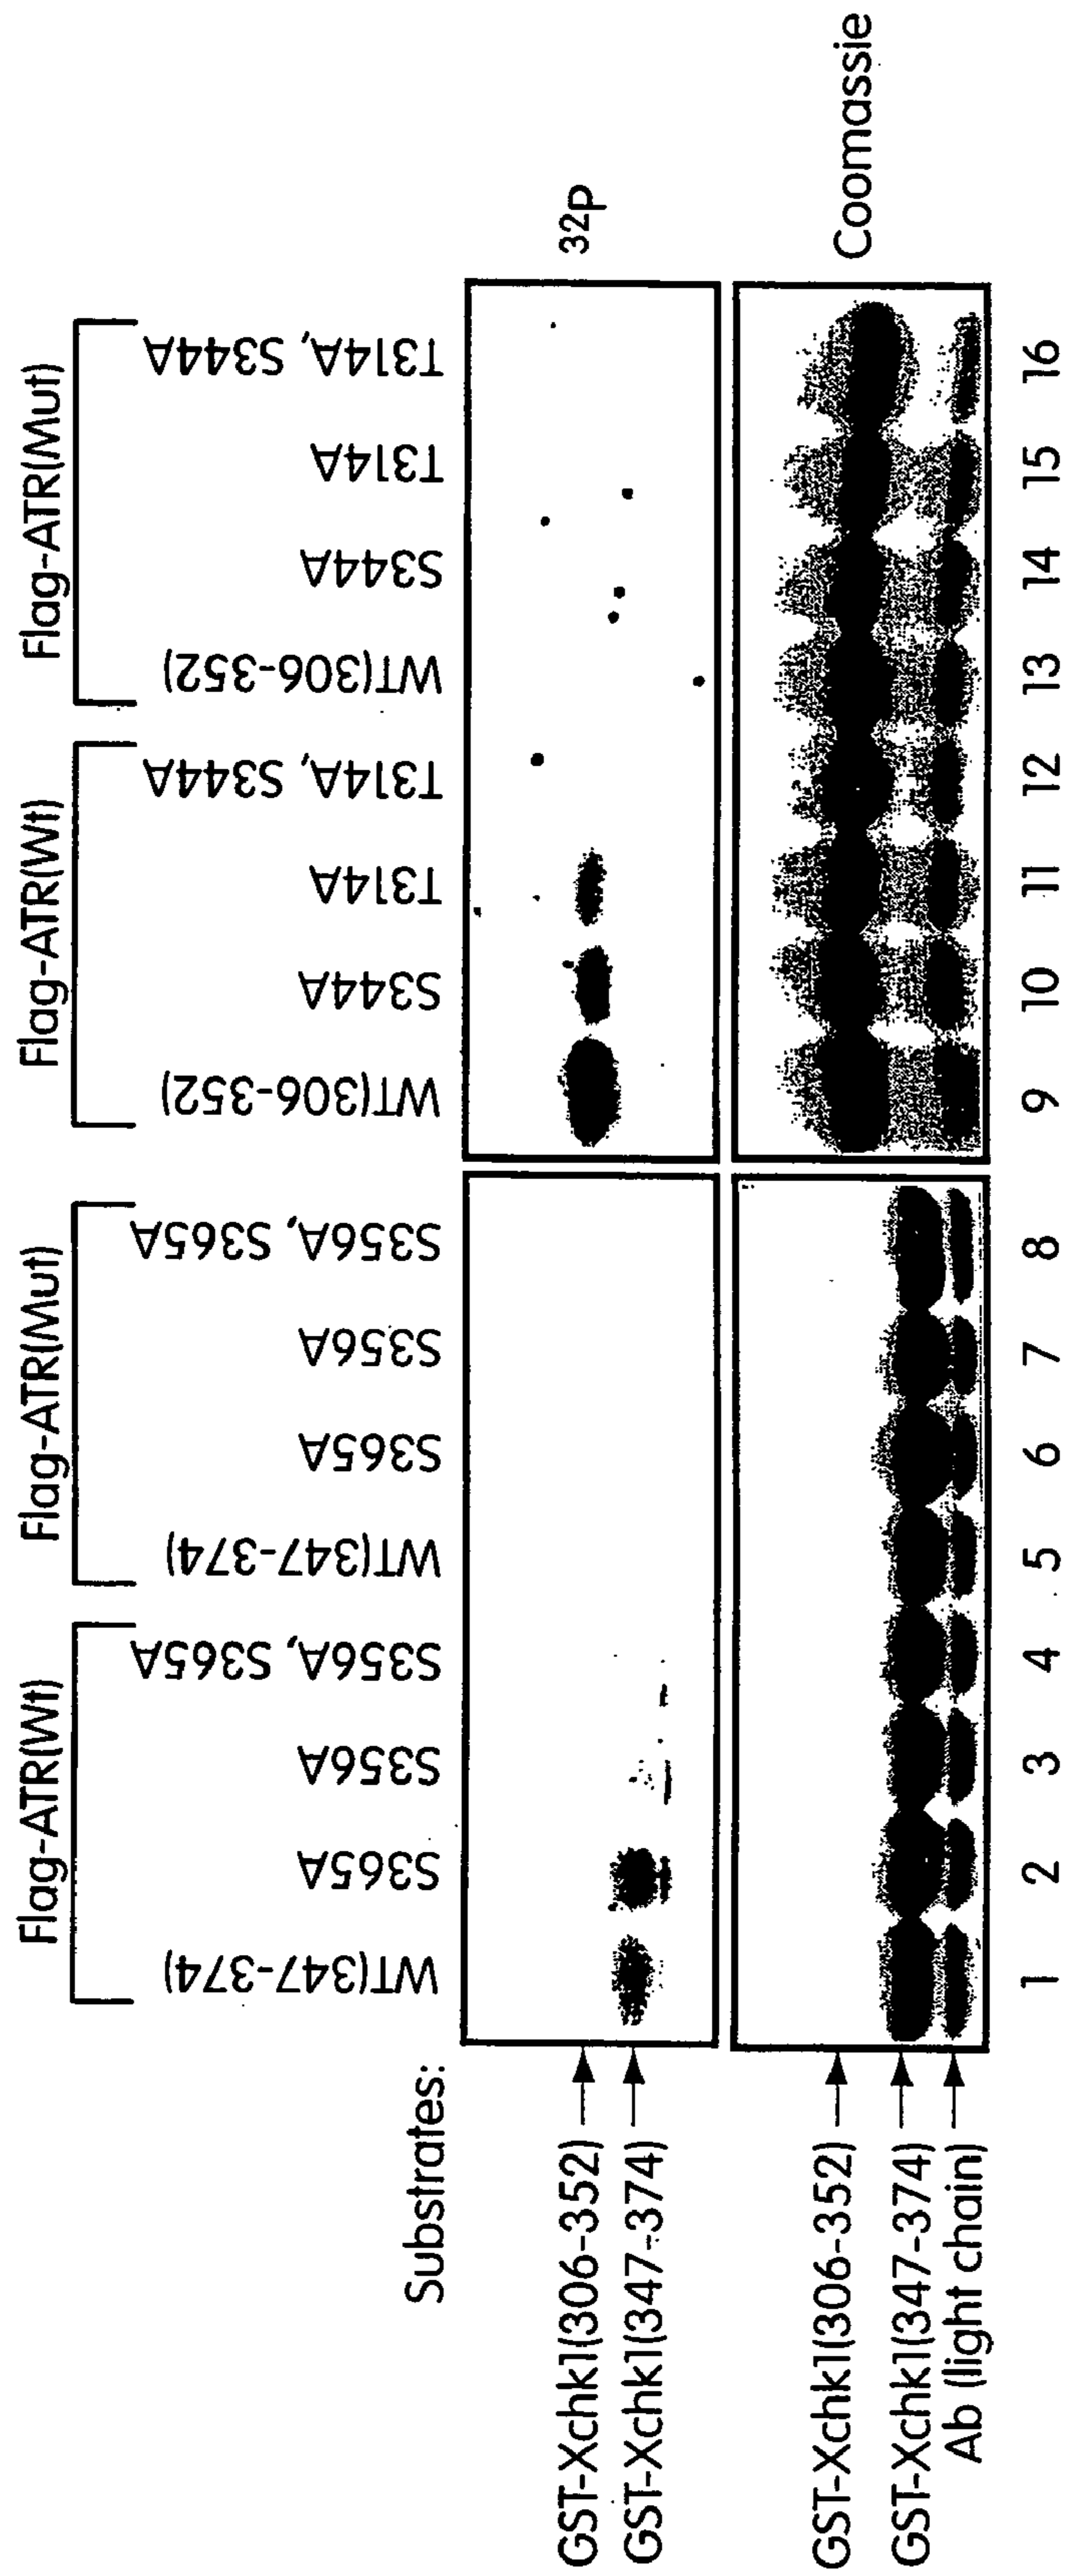 Flag-ATR(Wt)
Flag-ATR(Mut)
Flag-ATR(Wt)
Flag-ATR(Mut)
Substrates:
WT(347-374)
S365A
S356A
S356A, S365A
WT(347-374)
S365A
S356A
S356A, S365A
WT(306-352)
S344A
T314A
T314A, S344A
WT(306-352)
S344A
T314A
T314A, S344A
GST-Xchk1(306-352)
GST-Xchk1(347-374)
32P
GST-Xchk1(306-352)
GST-Xchk1(347-374)
Ab (light chain)
Coomassie
1 2 3 4 5 6 7 8 9 10 11 12 13 14 15 16